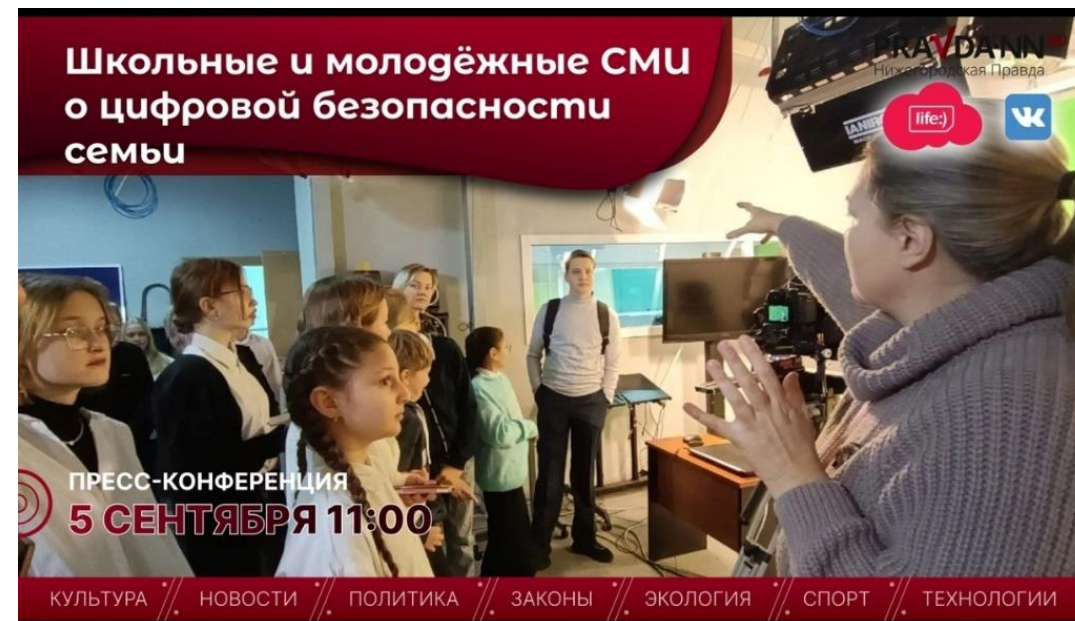 Школьные и молодёжные СМИ
о цифровой безопасности
семьи
PRAVDA-NN
Нижегородская Правда
life:)
ПРЕСС-КОНФЕРЕНЦИЯ
5 СЕНТЯБРЯ 11:00
КУЛЬТУРА // НОВОСТИ // ПОЛИТИКА // ЗАКОНЫ // ЭКОЛОГИЯ // СПОРТ // ТЕХНОЛОГИИ